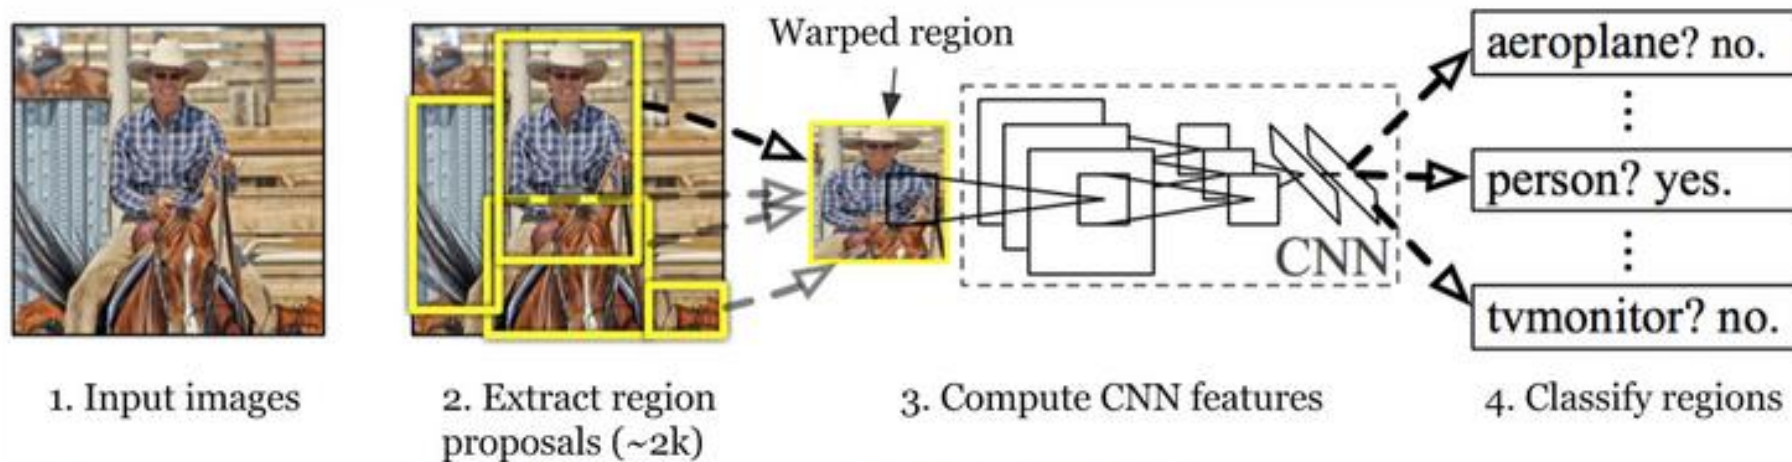 Warped region
aeroplane? no.
person? yes.
CNN
tvmonitor? no.
1. Input images
2. Extract region
proposals (~2k)
3. Compute CNN features
4. Classify regions